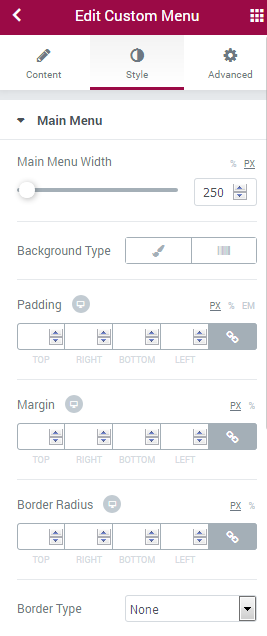 Edit Custom Menu
Content Style Advanced
Main Menu
Main Menu Width % PX
250
Background Type
Padding PX % EM
TOP RIGHT BOTTOM LEFT
Margin PX %
TOP RIGHT BOTTOM LEFT
Border Radius PX %
TOP RIGHT BOTTOM LEFT
Border Type None